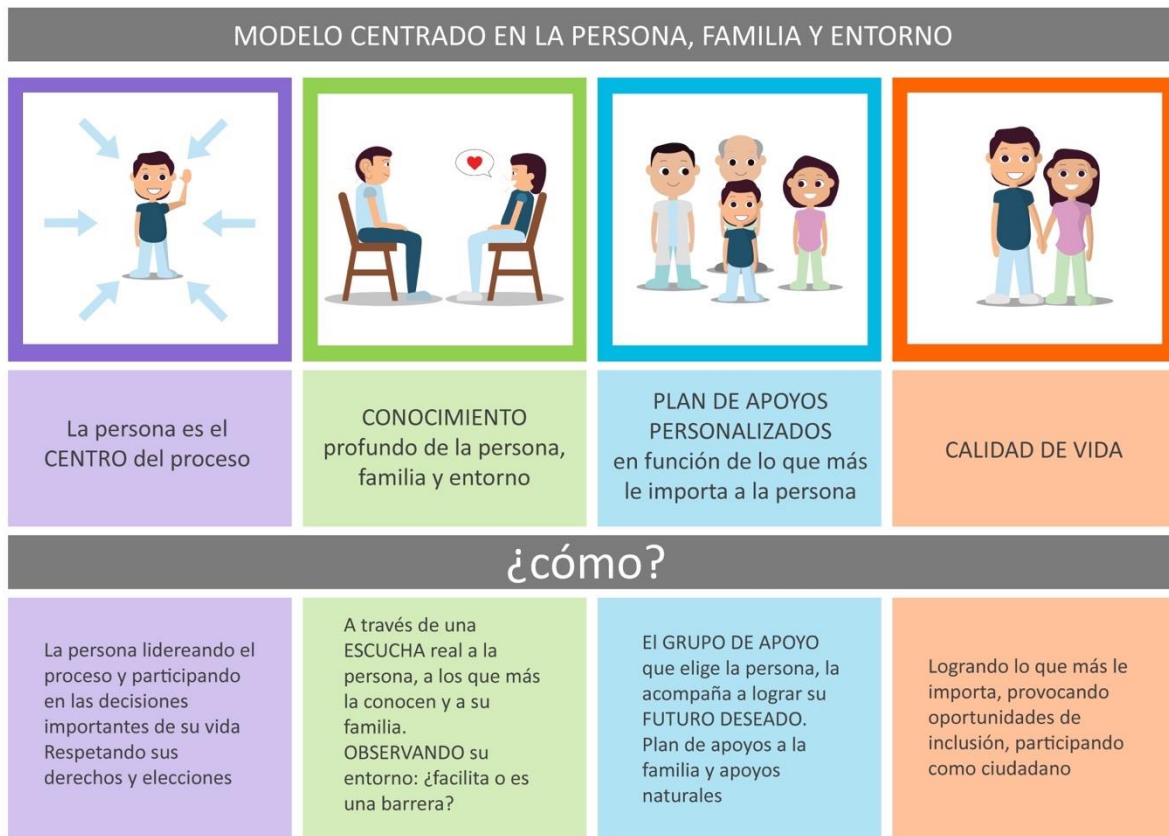 MODELO CENTRADO EN LA PERSONA, FAMILIA Y ENTORNO
La persona es el
CENTRO del proceso
CONOCIMIENTO
profundo de la persona,
familia y entorno
PLAN DE APOYOS
PERSONALIZADOS
en función de lo que más
le importa a la persona
CALIDAD DE VIDA
¿cómo?
La persona lidereando el
proceso y participando
en las decisiones
importantes de su vida
Respetando sus
derechos y elecciones
A través de una
ESCUCHA real a la
persona, a los que más
la conocen y a su
familia.
OBSERVANDO su
entorno: ¿facilita o es
una barrera?
El GRUPO DE APOYO
que elige la persona, la
acompaña a lograr su
FUTURO DESEADO.
Plan de apoyos a la
familia y apoyos
naturales
Logrando lo que más le
importa, provocando
oportunidades de
inclusión, participando
como ciudadano